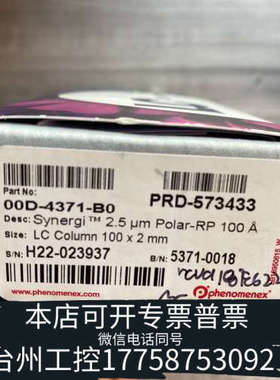 Part No:
00D-4371-B0 PRD-573433
Desc: Synergi™ 2.5 µm Polar-RP 100 Å
Size: LC Column 100 x 2 mm
S/N: H22-023937 B/N: 5371-0018
phenomenex® www.phenomenex.com
本店可开专票普票
微信电话同号
台州工控17758753092